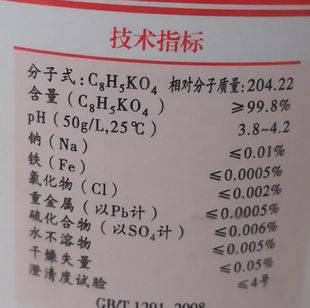 技术指标
分子式:C₈H₅KO₄ 相对分子质量:204.22
含量(C₈H₅KO₄) ≥99.8%
pH(50g/L,25℃) 3.8~4.2
钠(Na) ≤0.01%
铁(Fe) ≤0.0005%
氯化物(Cl) ≤0.002%
重金属(以Pb计) ≤0.0005%
硫化合物(以SO₄计) ≤0.006%
水不溶物 ≤0.005%
干燥失量 ≤0.05%
澄清度试验 ≤4号
GB/T 1291-2008